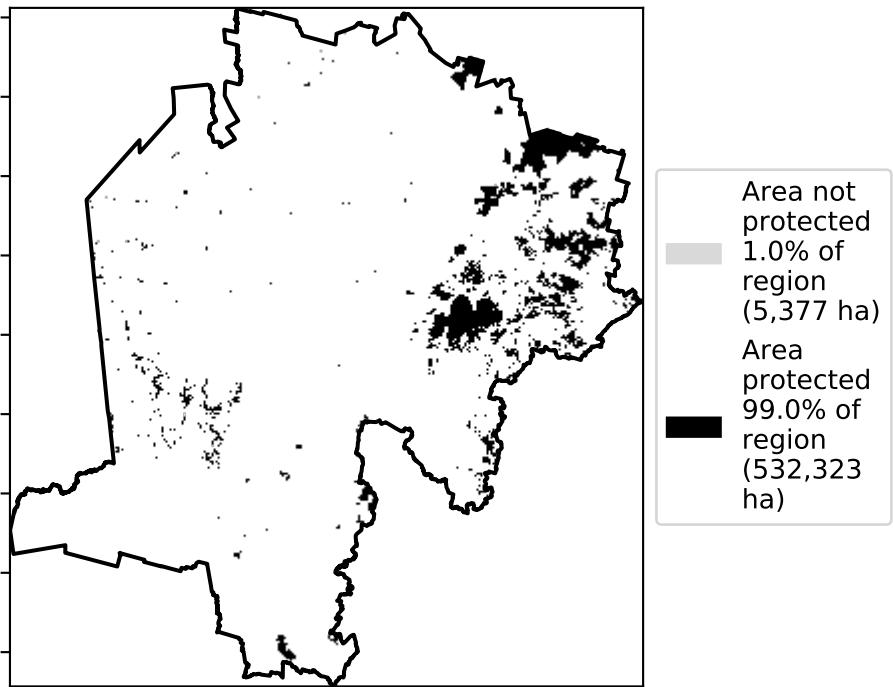 Area not
protected
1.0% of
region
(5,377 ha)
Area
protected
99.0% of
region
(532,323
ha)